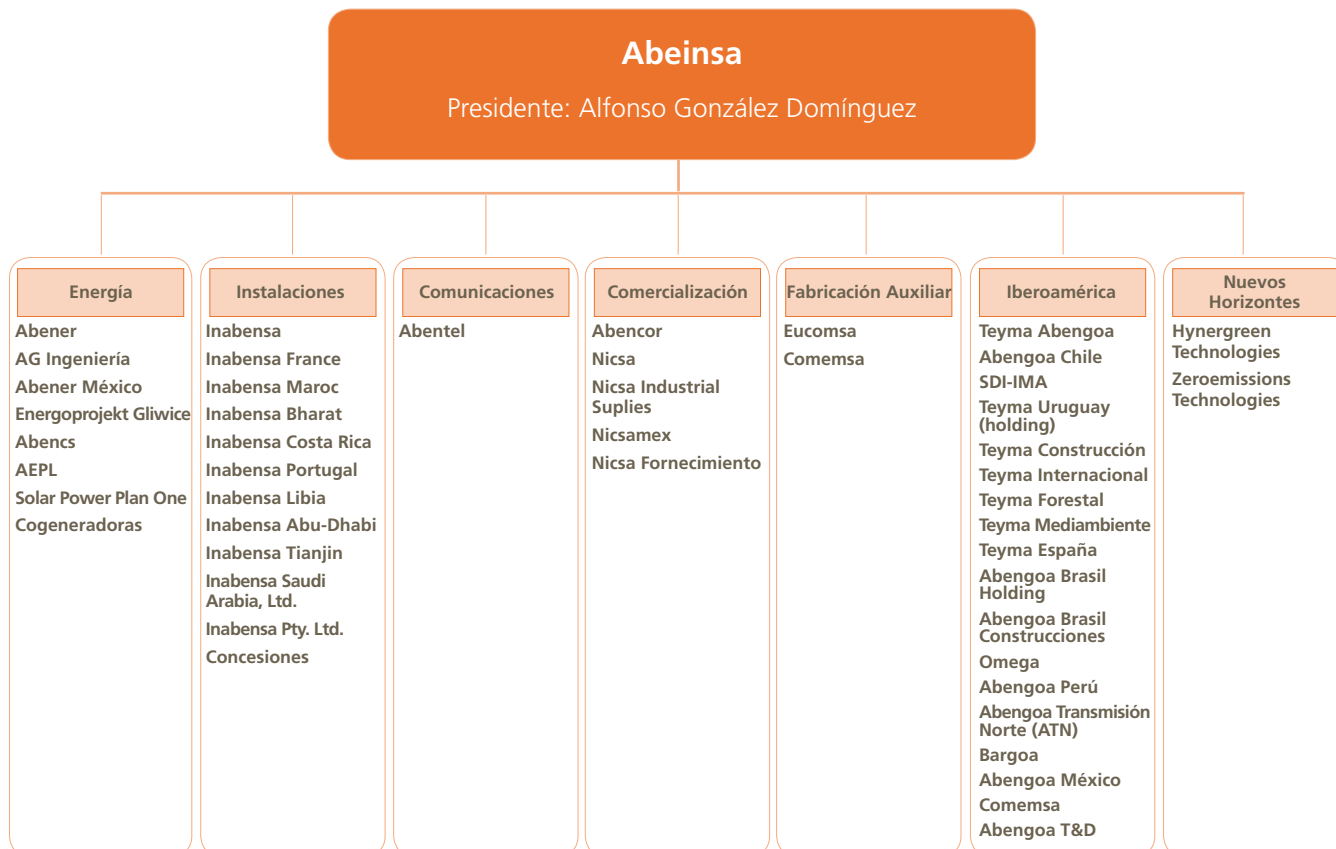 Abeinsa
Presidente: Alfonso González Domínguez
Energía
Abener
AG Ingeniería
Abener México
Energoprojekt Gliwice
Abencs
AEPL
Solar Power Plan One
Cogeneradoras
Instalaciones
Inabensa
Inabensa France
Inabensa Maroc
Inabensa Bharat
Inabensa Costa Rica
Inabensa Portugal
Inabensa Libia
Inabensa Abu-Dhabi
Inabensa Tianjin
Inabensa Saudi
Arabia, Ltd.
Inabensa Pty. Ltd.
Concesiones
Comunicaciones
Abentel
Comercialización
Abencor
Nicsa
Nicsa Industrial
Suplies
Nicsamex
Nicsa Fornecimiento
Fabricación Auxiliar
Eucomsa
Comemsa
Iberoamérica
Teyma Abengoa
Abengoa Chile
SDI-IMA
Teyma Uruguay
(holding)
Teyma Construcción
Teyma Internacional
Teyma Forestal
Teyma Mediambiente
Teyma España
Abengoa Brasil
Holding
Abengoa Brasil
Construcciones
Omega
Abengoa Perú
Abengoa Transmisión
Norte (ATN)
Bargoa
Abengoa México
Comemsa
Abengoa T&D
Nuevos
Horizontes
Hynergreen
Technologies
Zeroemissions
Technologies